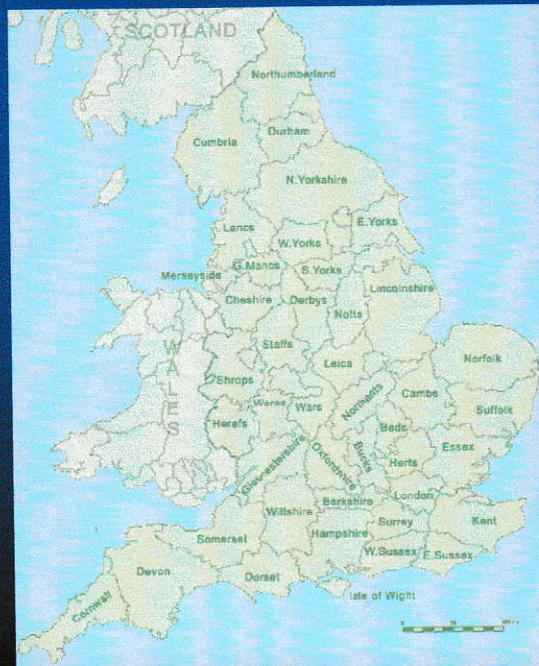 SCOTLAND
Northumberland
Durham
Cumbria
N.Yorkshire
Lancs
E.Yorks
W.Yorks
G.Mancs
S.Yorks
Merseyside
Cheshire
Derbys
Lincolnshire
Notts
WALES
Staffs
Leics
Norfolk
Shrops
Cambs
Northants
Suffolk
Worcs
Wars
Herefs
Beds
Essex
Gloucestershire
Oxfordshire
Bucks
Herts
London
Berkshire
Wiltshire
Surrey
Kent
Hampshire
Somerset
W.Sussex
E.Sussex
Devon
Dorset
Cornwall
Isle of Wight